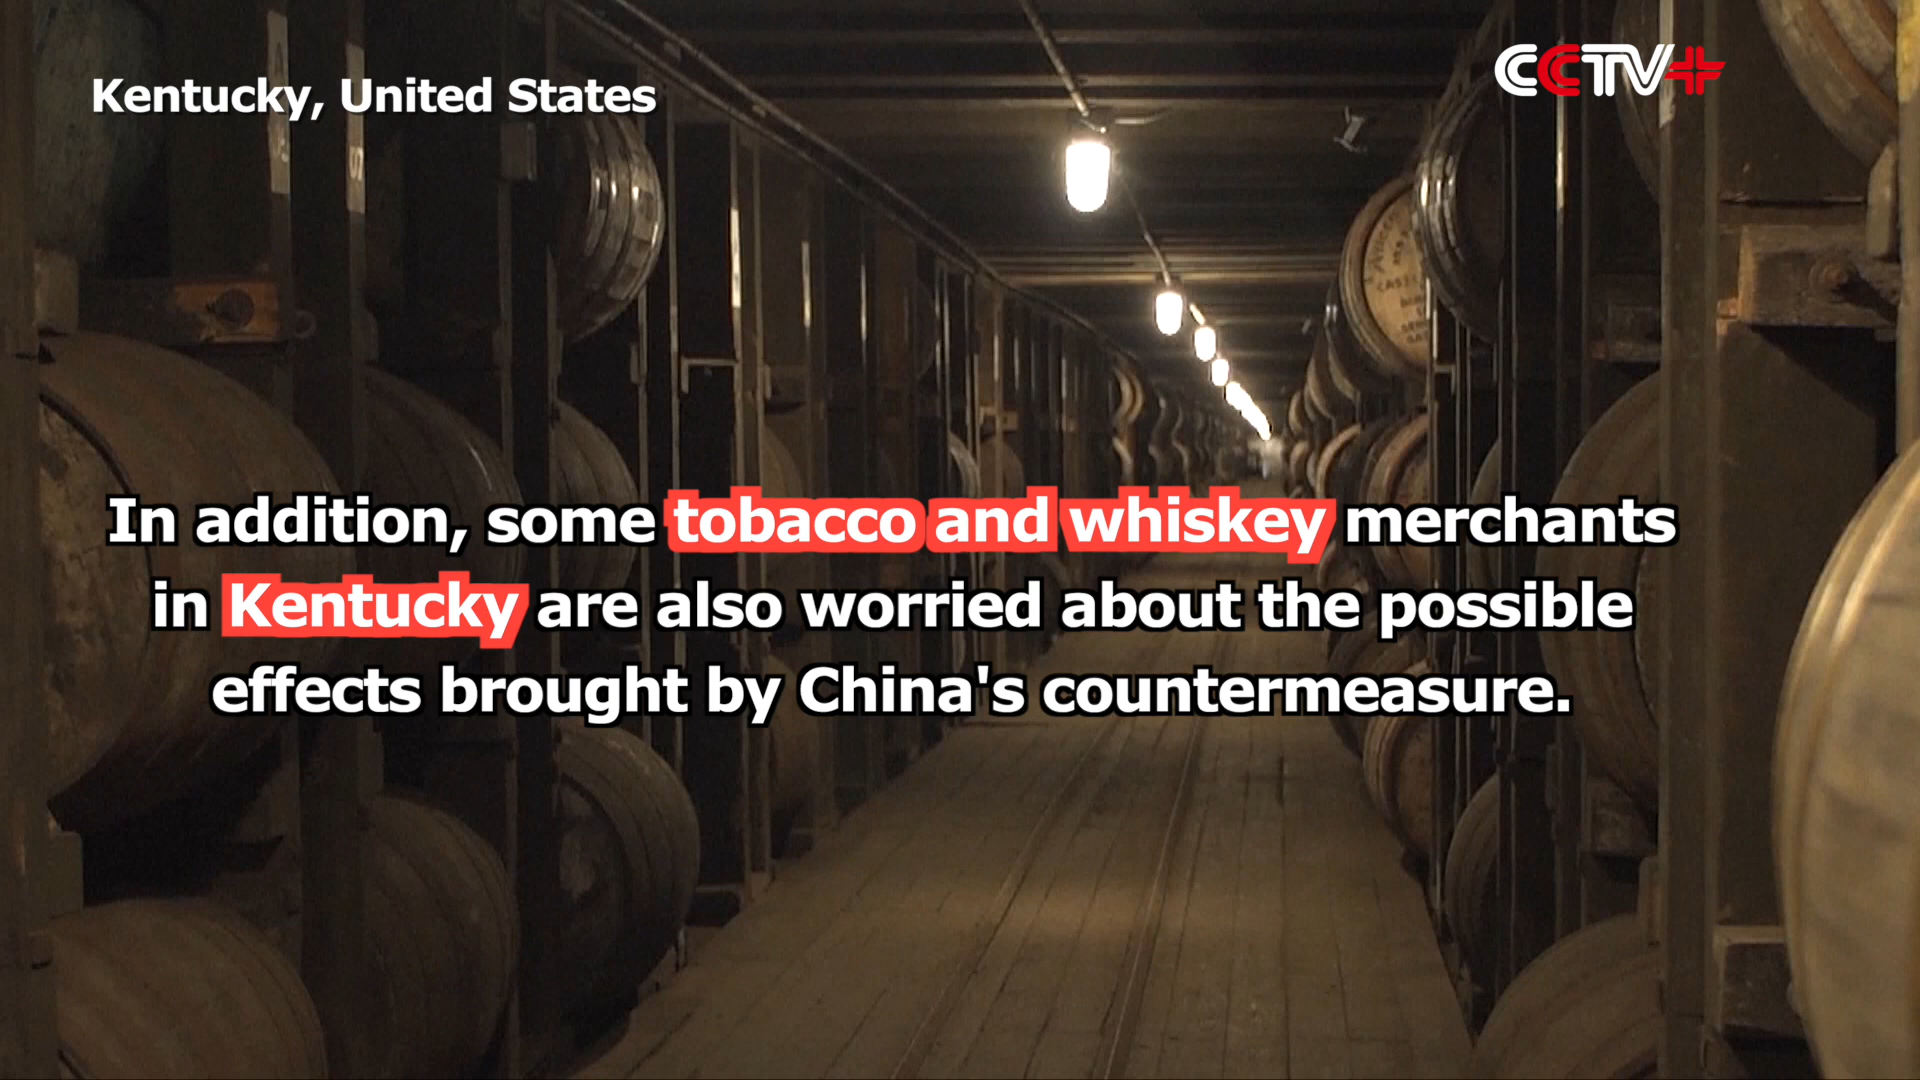 Kentucky, United States
CCTV+
In addition, some tobacco and whiskey merchants
in Kentucky are also worried about the possible
effects brought by China's countermeasure.